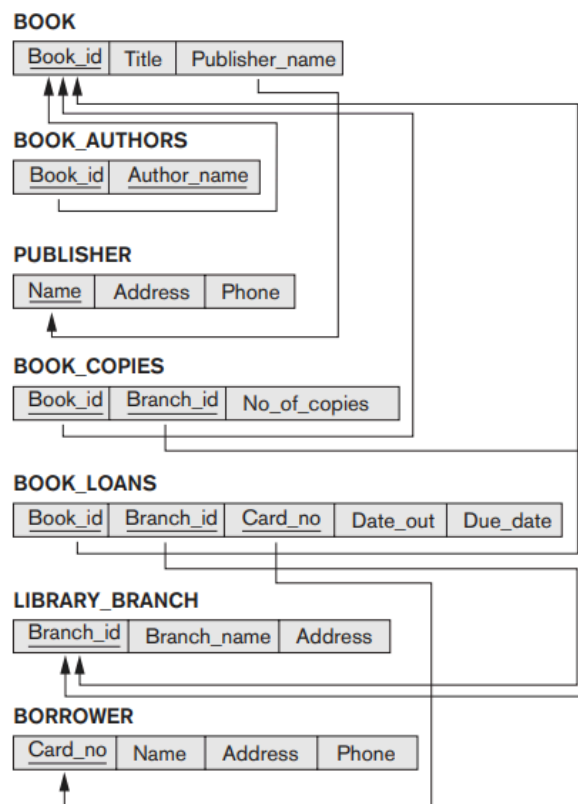 BOOK
Book_id Title Publisher_name
BOOK_AUTHORS
Book_id Author_name
PUBLISHER
Name Address Phone
BOOK_COPIES
Book_id Branch_id No_of_copies
BOOK_LOANS
Book_id Branch_id Card_no Date_out Due_date
LIBRARY_BRANCH
Branch_id Branch_name Address
BORROWER
Card_no Name Address Phone